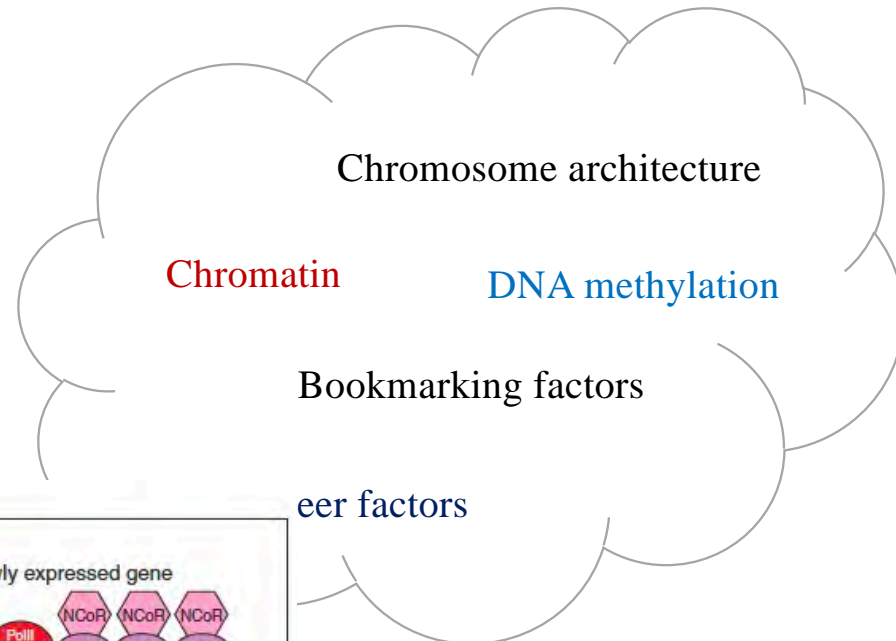 Chromosome architecture
Chromatin
DNA methylation
Bookmarking factors
eer factors
ly expressed gene
NCoR NCoR NCoR
PolII